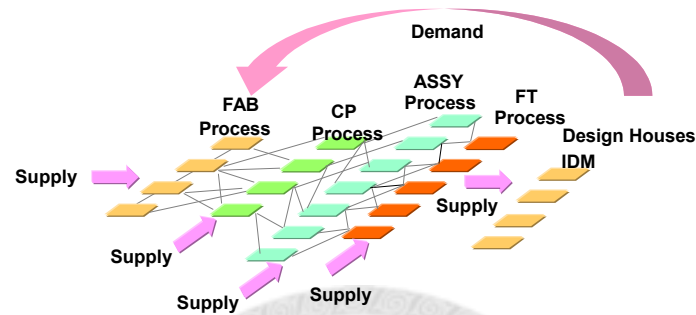 Demand
FAB
Process
CP
Process
ASSY
Process
FT
Process
Design Houses
IDM
Supply
Supply
Supply
Supply
Supply